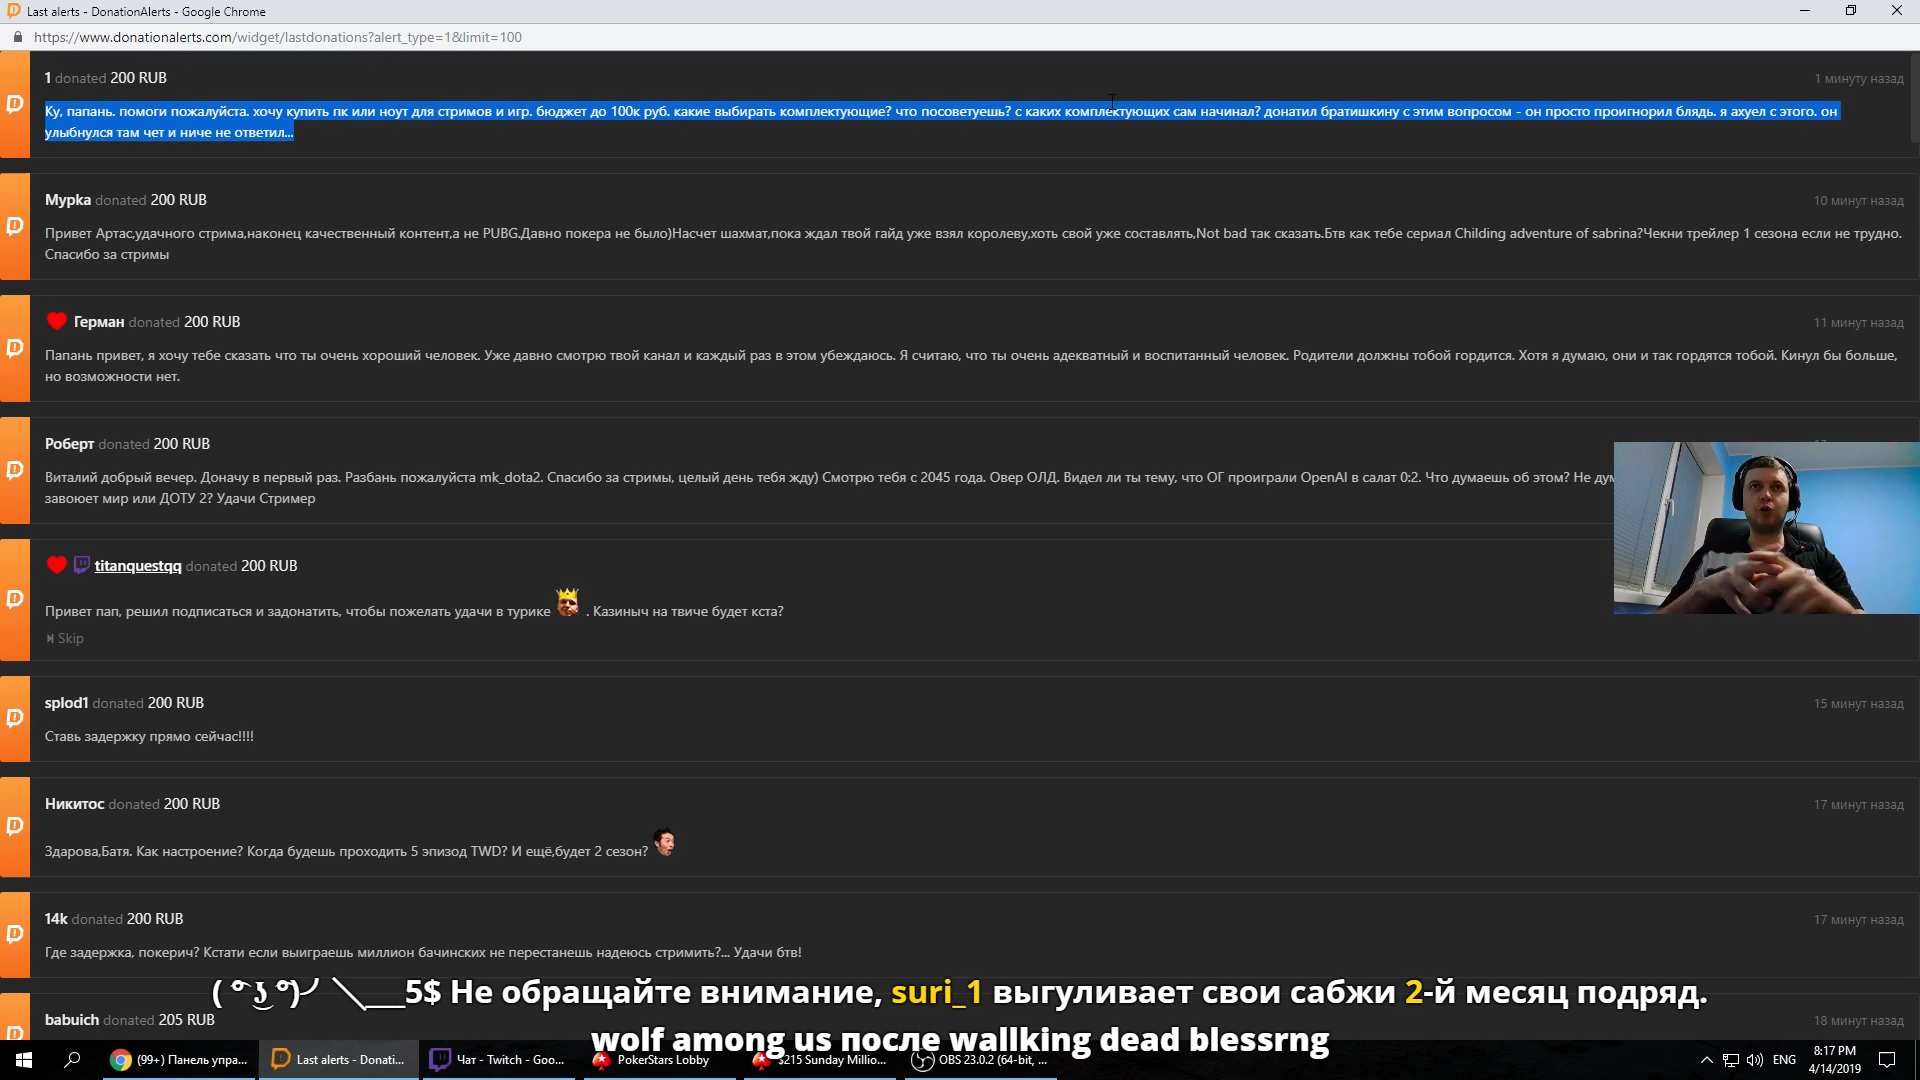 Last alerts - DonationAlerts - Google Chrome
https://www.donationalerts.com/widget/lastdonations?alert_type=1&limit=100
1 donated 200 RUB
1 минуту назад
Ку, папань. помоги пожалуйста. хочу купить пк или ноут для стримов и игр. бюджет до 100к руб. какие выбирать комплектующие? что посоветуешь? с каких комплектующих сам начинал? донатил братишкину с этим вопросом - он просто проигнорил блядь. я ахуел с этого. он
улыбнулся там чет и ниче не ответил...
Мурка donated 200 RUB
10 минут назад
Привет Артас,удачного стрима,наконец качественный контент,а не PUBG.Давно покера не было)Насчет шахмат,пока ждал твой гайд уже взял королеву,хоть свой уже составлять,Not bad так сказать.Бтв как тебе сериал Childing adventure of sabrina?Чекни трейлер 1 сезона если не трудно.
Спасибо за стримы
Герман donated 200 RUB
11 минут назад
Папань привет, я хочу тебе сказать что ты очень хороший человек. Уже давно смотрю твой канал и каждый раз в этом убеждаюсь. Я считаю, что ты очень адекватный и воспитанный человек. Родители должны тобой гордится. Хотя я думаю, они и так гордятся тобой. Кинул бы больше,
но возможности нет.
Роберт donated 200 RUB
Виталий добрый вечер. Доначу в первый раз. Разбань пожалуйста mk_dota2. Спасибо за стримы, целый день тебя жду) Смотрю тебя с 2045 года. Овер ОЛД. Видел ли ты тему, что ОГ проиграли OpenAI в салат 0:2. Что думаешь об этом? Не
завоюет мир или ДОТУ 2? Удачи Стример
titanquestqq donated 200 RUB
Привет пап, решил подписаться и задонатить, чтобы пожелать удачи в турике . Казиныч на твиче будет кста?
Skip
splod1 donated 200 RUB
15 минут назад
Ставь задержку прямо сейчас!!!!
Никитос donated 200 RUB
17 минут назад
Здарова,Батя. Как настроение? Когда будешь проходить 5 эпизод TWD? И ещё,будет 2 сезон?
14k donated 200 RUB
17 минут назад
Где задержка, покерич? Кстати если выиграешь миллион бачинских не перестанешь надеюсь стримить?... Удачи бтв!
( ͡° ͜ʖ ͡°)╯╲___5$ Не обращайте внимание, suri_1 выгуливает свои сабжи 2-й месяц подряд.
babuich donated 205 RUB
18 минут назад
wolf among us после wallking dead blessrng
(99+) Панель упра...
Last alerts - Donati...
Чат - Twitch - Goo...
PokerStars Lobby
$215 Sunday Millio...
OBS 23.0.2 (64-bit, ...
ENG
8:17 PM
4/14/2019